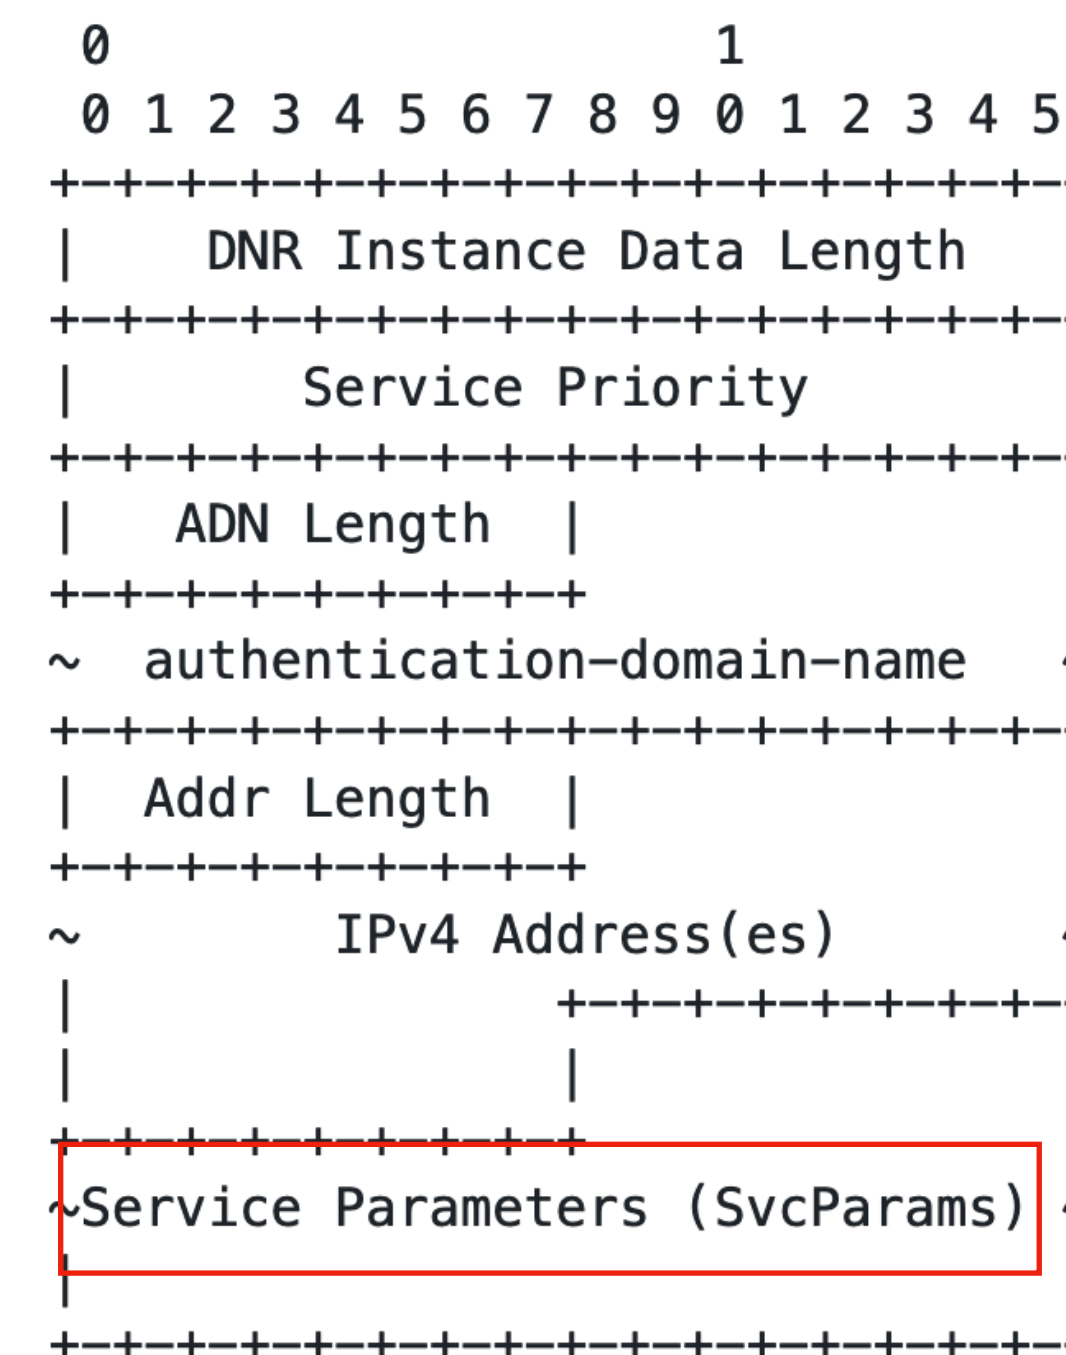 0 1
0 1 2 3 4 5 6 7 8 9 0 1 2 3 4 5
+-+-+-+-+-+-+-+-+-+-+-+-+-+-+-+-
| DNR Instance Data Length
+-+-+-+-+-+-+-+-+-+-+-+-+-+-+-+-
| Service Priority
+-+-+-+-+-+-+-+-+-+-+-+-+-+-+-+-
| ADN Length |
+-+-+-+-+-+-+-+-+
~ authentication-domain-name
+-+-+-+-+-+-+-+-+-+-+-+-+-+-+-+-
| Addr Length |
+-+-+-+-+-+-+-+-+
~ IPv4 Address(es)
| +-+-+-+-+-+-+-+-
| |
+-+-+-+-+-+-+-+-+
~Service Parameters (SvcParams)
|
+-+-+-+-+-+-+-+-+-+-+-+-+-+-+-+-